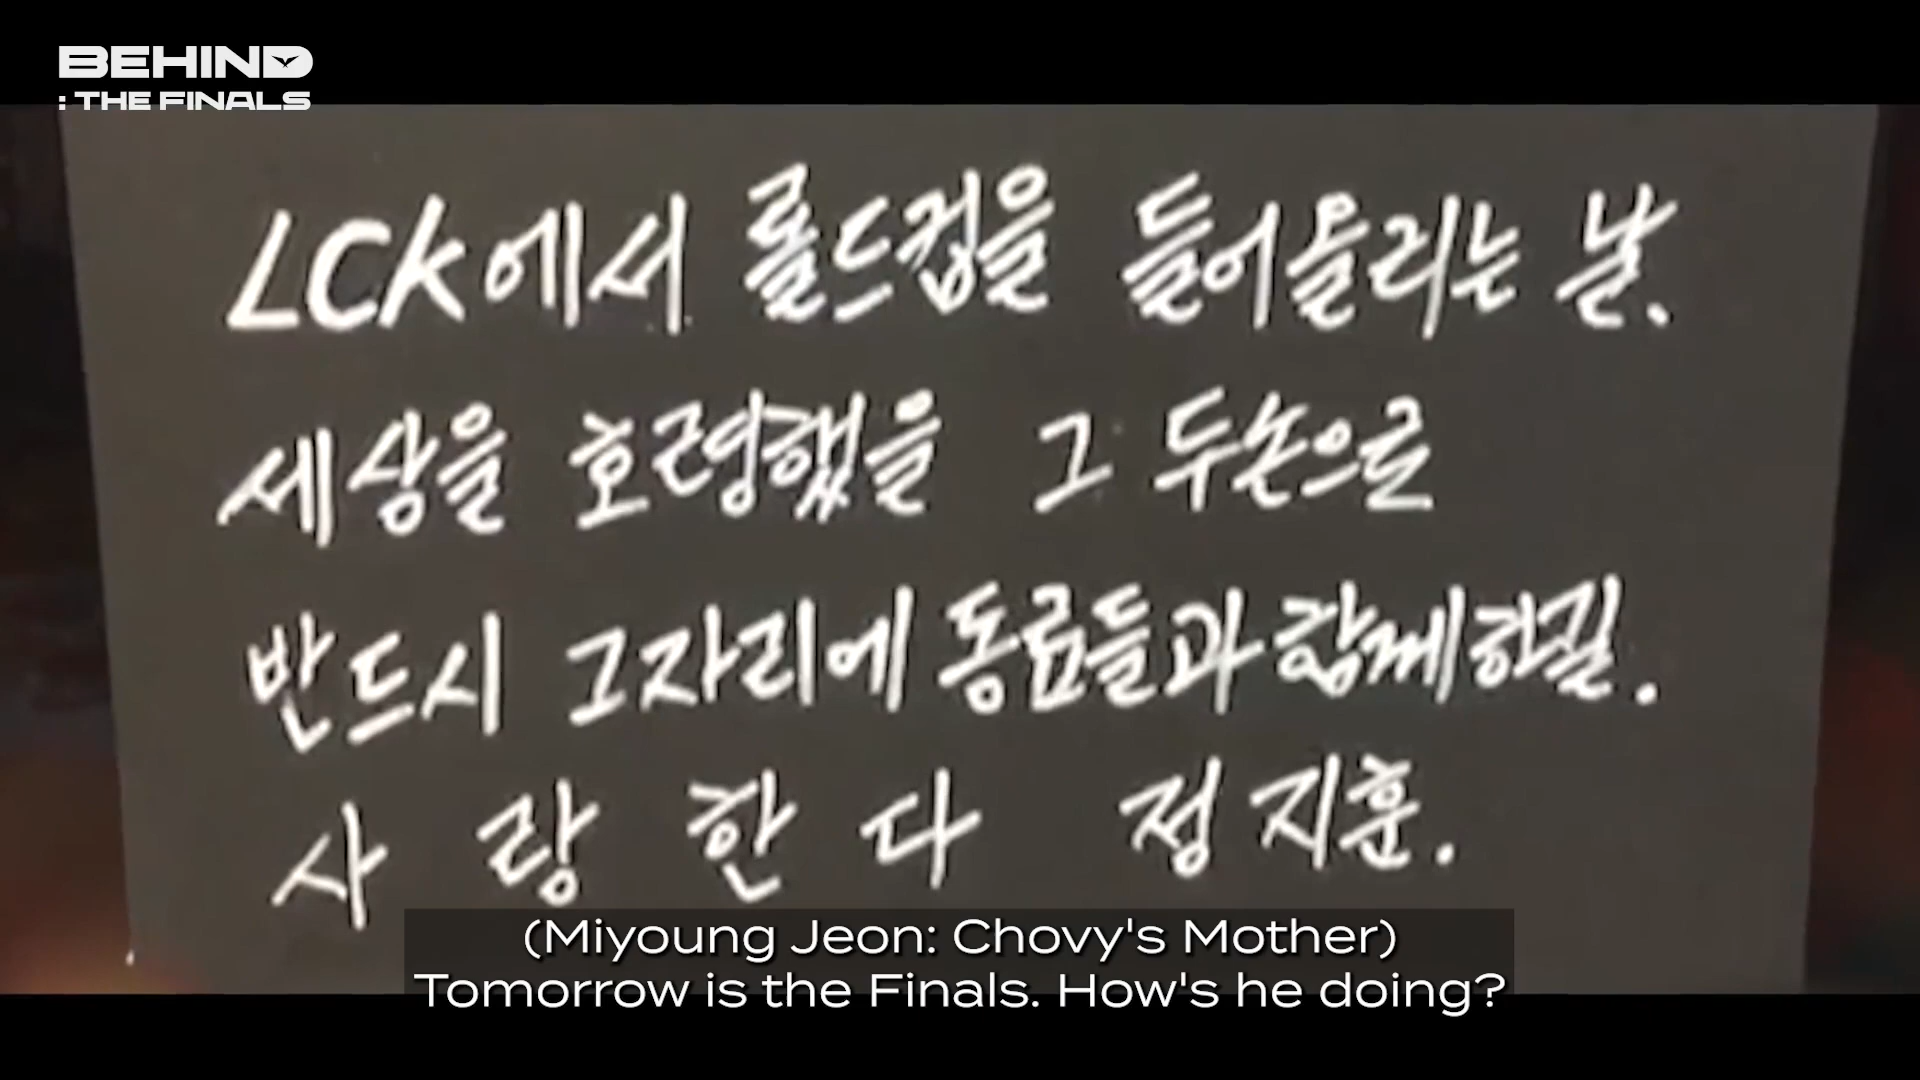 BEHIND
: THE FINALS
LCK에서 롤드컵을 들어올리는 날.
세상을 호령했을 그 두손으로
반드시 그자리에 동료들과 함께하길.
사랑한다 정지훈.
(Miyoung Jeon: Chovy's Mother)
Tomorrow is the Finals. How's he doing?